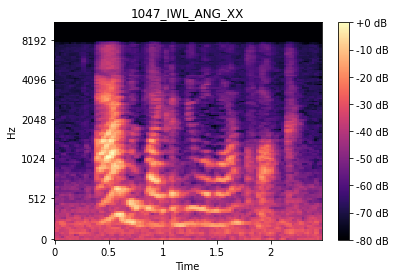 1047_IWL_ANG_XX
+0 dB
8192
-10 dB
4096
-20 dB
-30 dB
2048
-40 dB
Hz
1024
-50 dB
512
-60 dB
-70 dB
0
-80 dB
0
0.5
1
1.5
2
Time